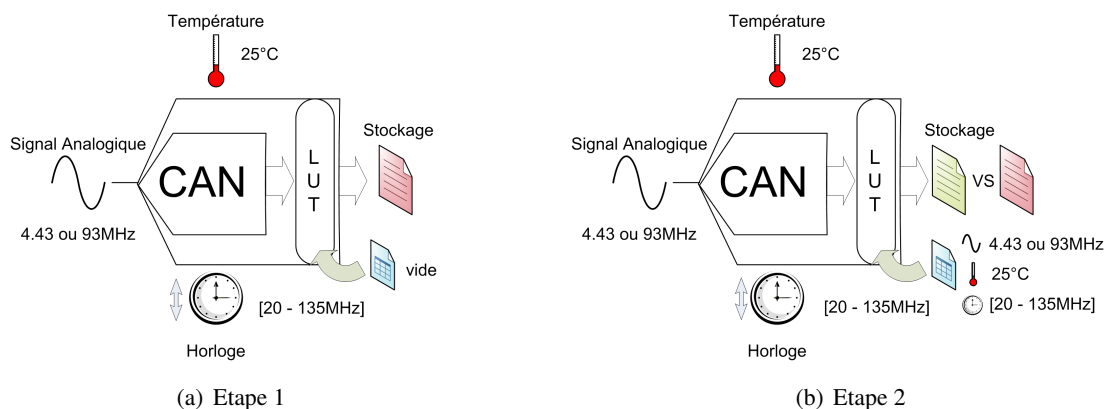 Température
25°C
Signal Analogique
4.43 ou 93MHz
CAN
L
U
T
Stockage
vide
[20 - 135MHz]
Horloge
(a) Etape 1
Température
25°C
Signal Analogique
4.43 ou 93MHz
CAN
L
U
T
Stockage
VS
4.43 ou 93MHz
25°C
[20 - 135MHz]
[20 - 135MHz]
Horloge
(b) Etape 2